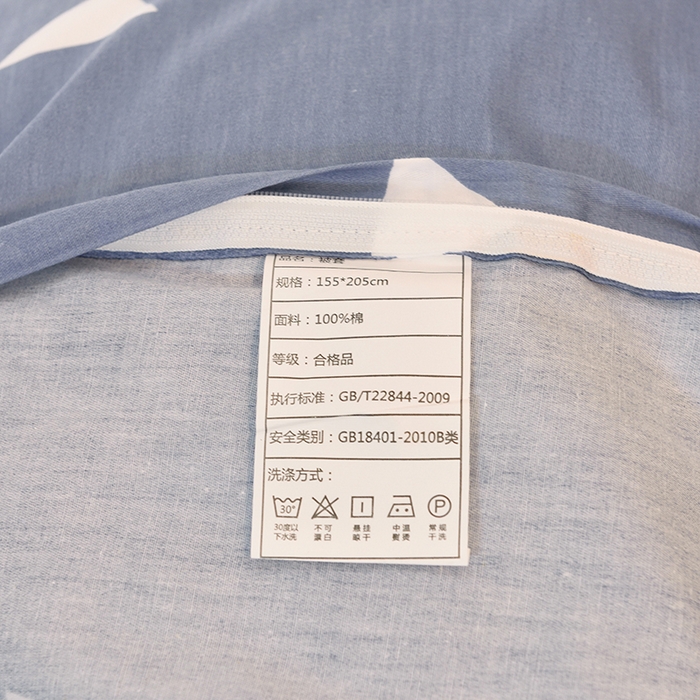 规格：155*205cm
面料：100%棉
等级：合格品
执行标准：GB/T22844-2009
安全类别：GB18401-2010B类
洗涤方式：
30° P
30度以 不可 悬挂 中温 常规
下水洗 漂白 晾干 熨烫 干洗